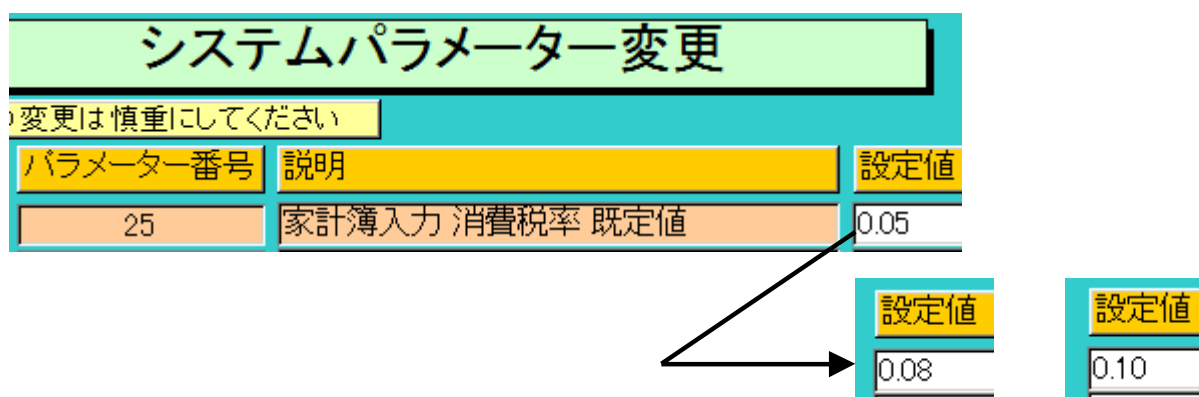 システムパラメーター変更
変更は慎重にしてください
パラメーター番号 説明 設定値
25 家計簿入力 消費税率 既定値 0.05
設定値 設定値
0.08 0.10